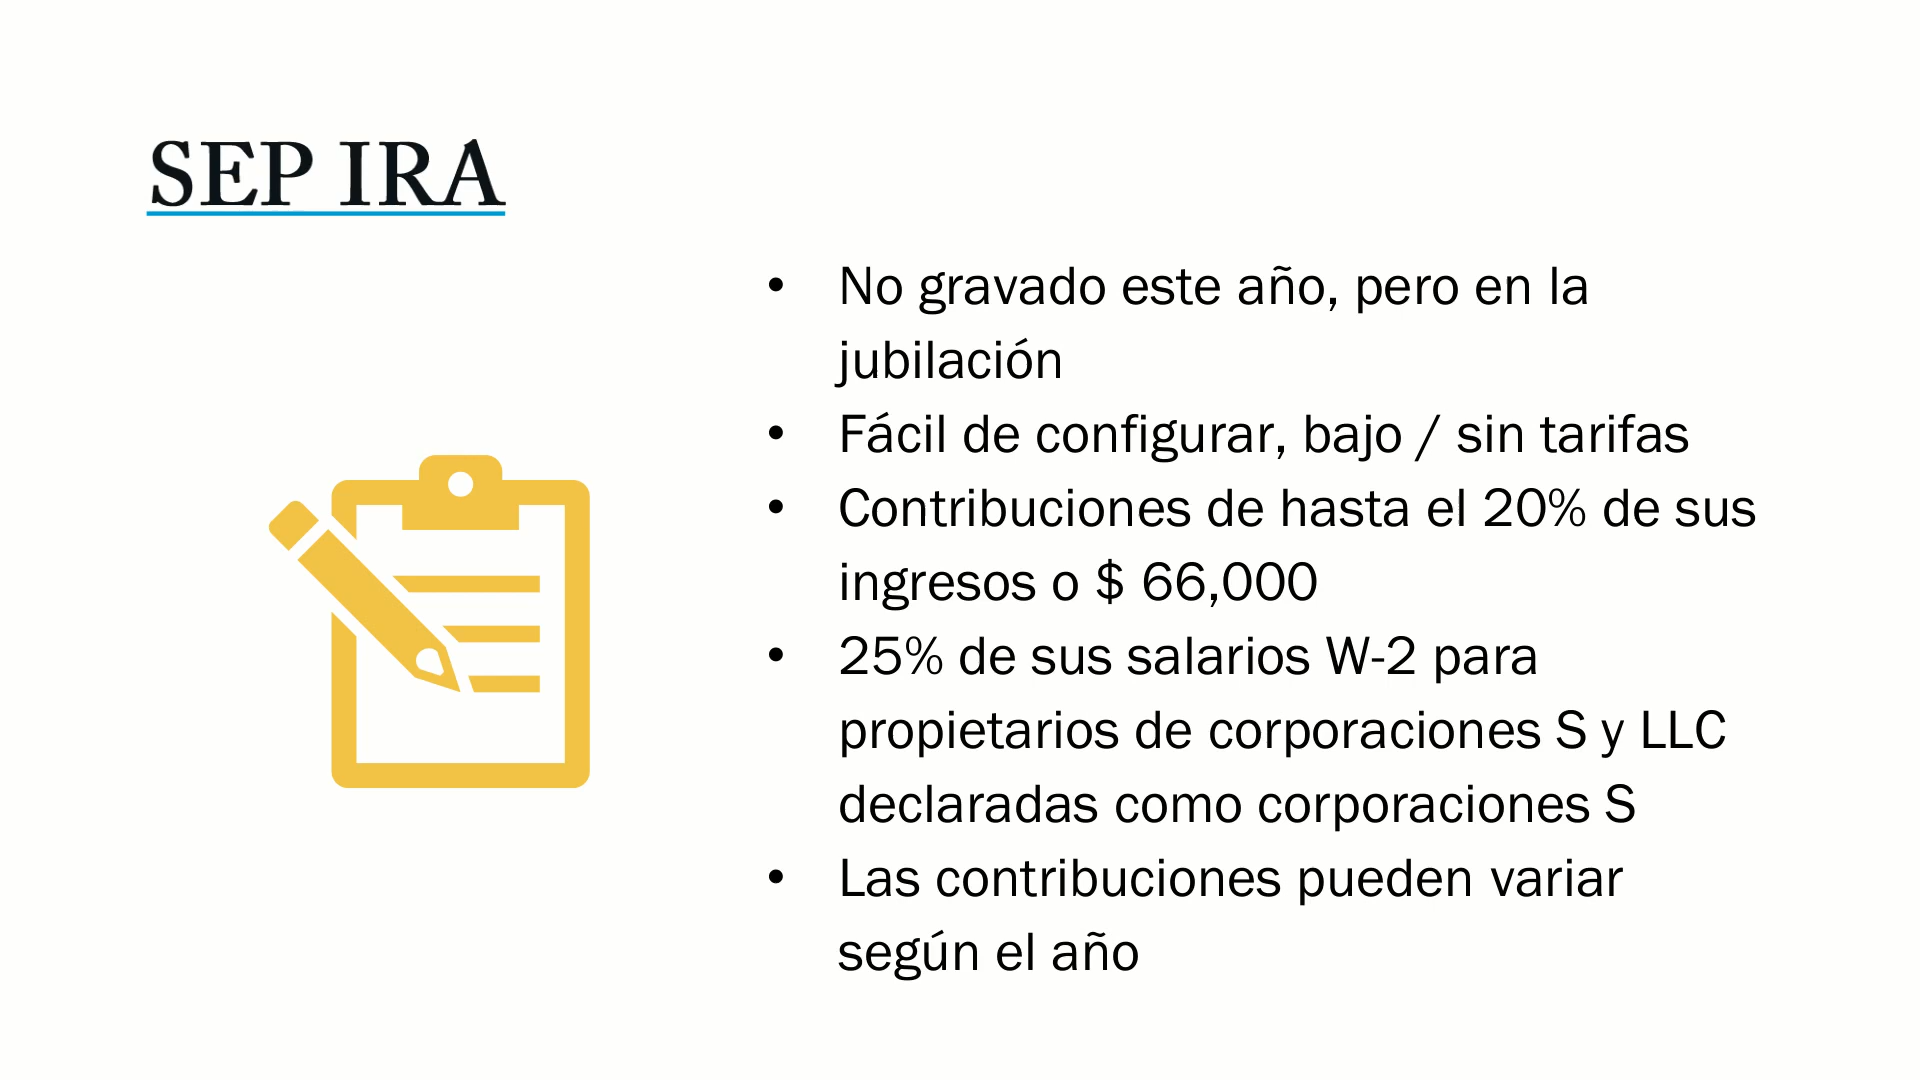 SEP IRA
• No gravado este año, pero en la
jubilación
• Fácil de configurar, bajo / sin tarifas
• Contribuciones de hasta el 20% de sus
ingresos o $ 66,000
• 25% de sus salarios W-2 para
propietarios de corporaciones S y LLC
declaradas como corporaciones S
• Las contribuciones pueden variar
según el año